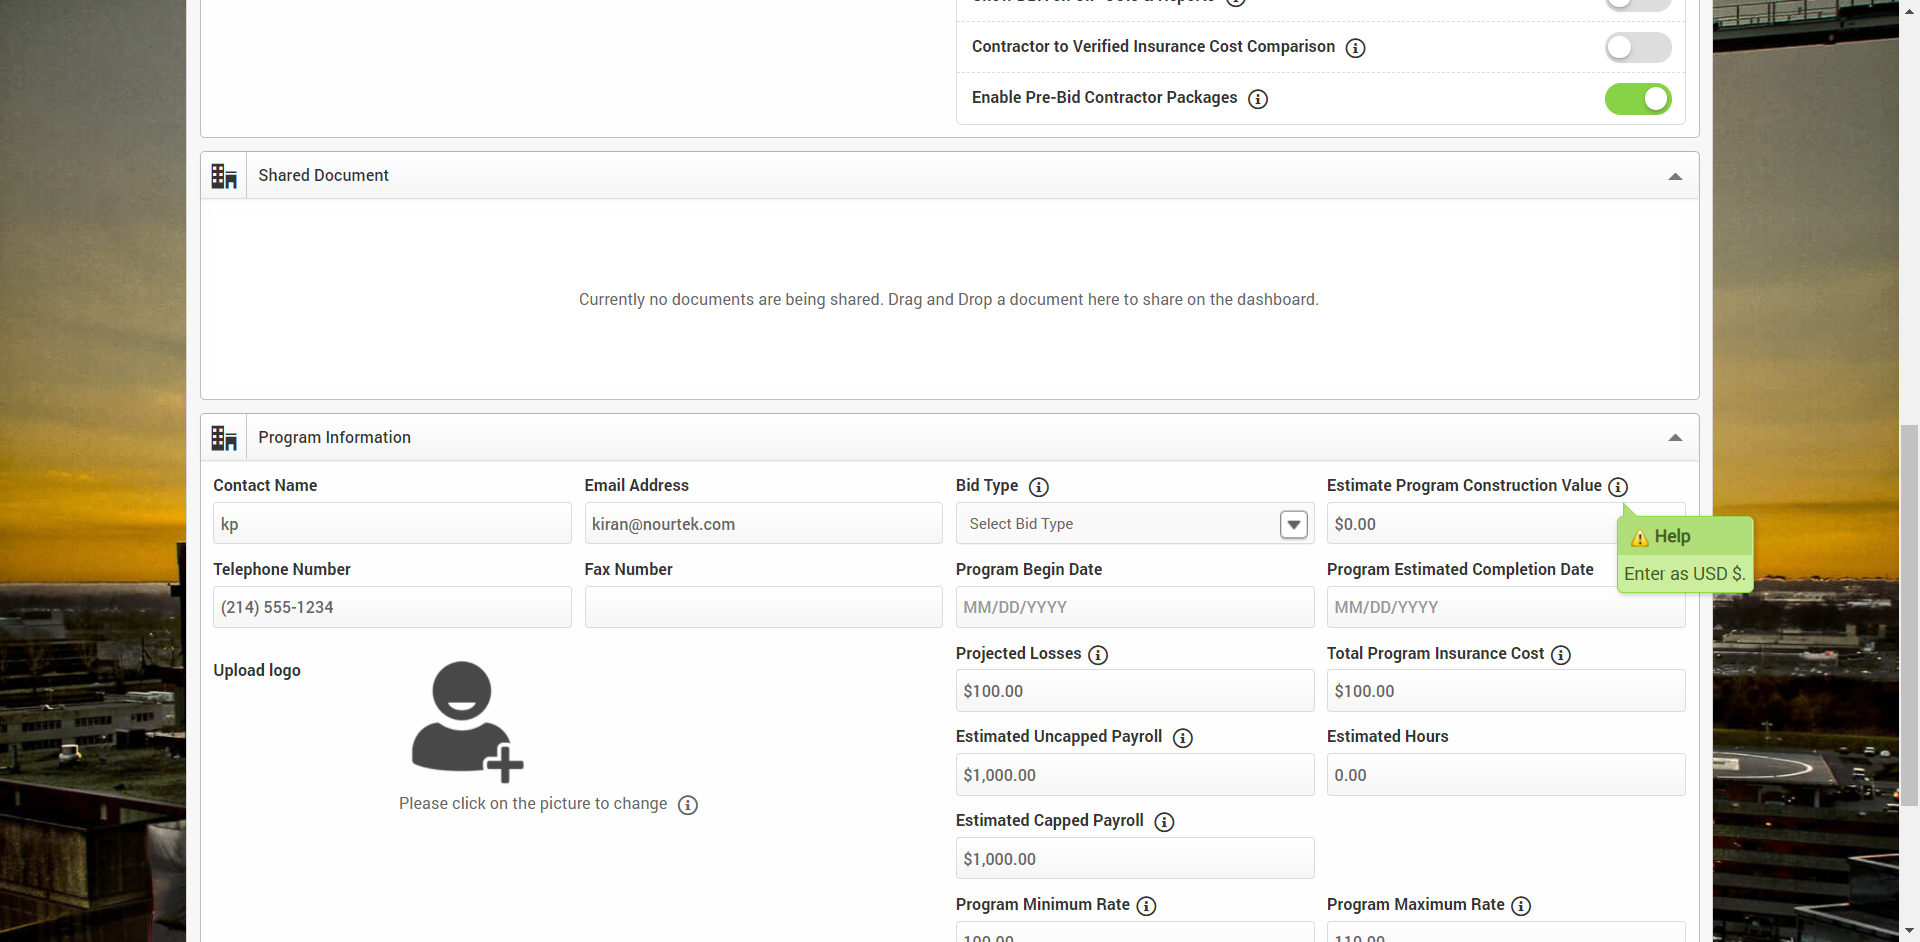 Contractor to Verified Insurance Cost Comparison
Enable Pre-Bid Contractor Packages
Shared Document
Currently no documents are being shared. Drag and Drop a document here to share on the dashboard.
Program Information
Contact Name
Email Address
Bid Type
Estimate Program Construction Value
kp
kiran@nourtek.com
Select Bid Type
$0.00
Help
Enter as USD $.
Telephone Number
Fax Number
Program Begin Date
Program Estimated Completion Date
(214) 555-1234
MM/DD/YYYY
MM/DD/YYYY
Upload logo
Please click on the picture to change
Projected Losses
Total Program Insurance Cost
$100.00
$100.00
Estimated Uncapped Payroll
Estimated Hours
$1,000.00
0.00
Estimated Capped Payroll
$1,000.00
Program Minimum Rate
Program Maximum Rate
100.00
110.00